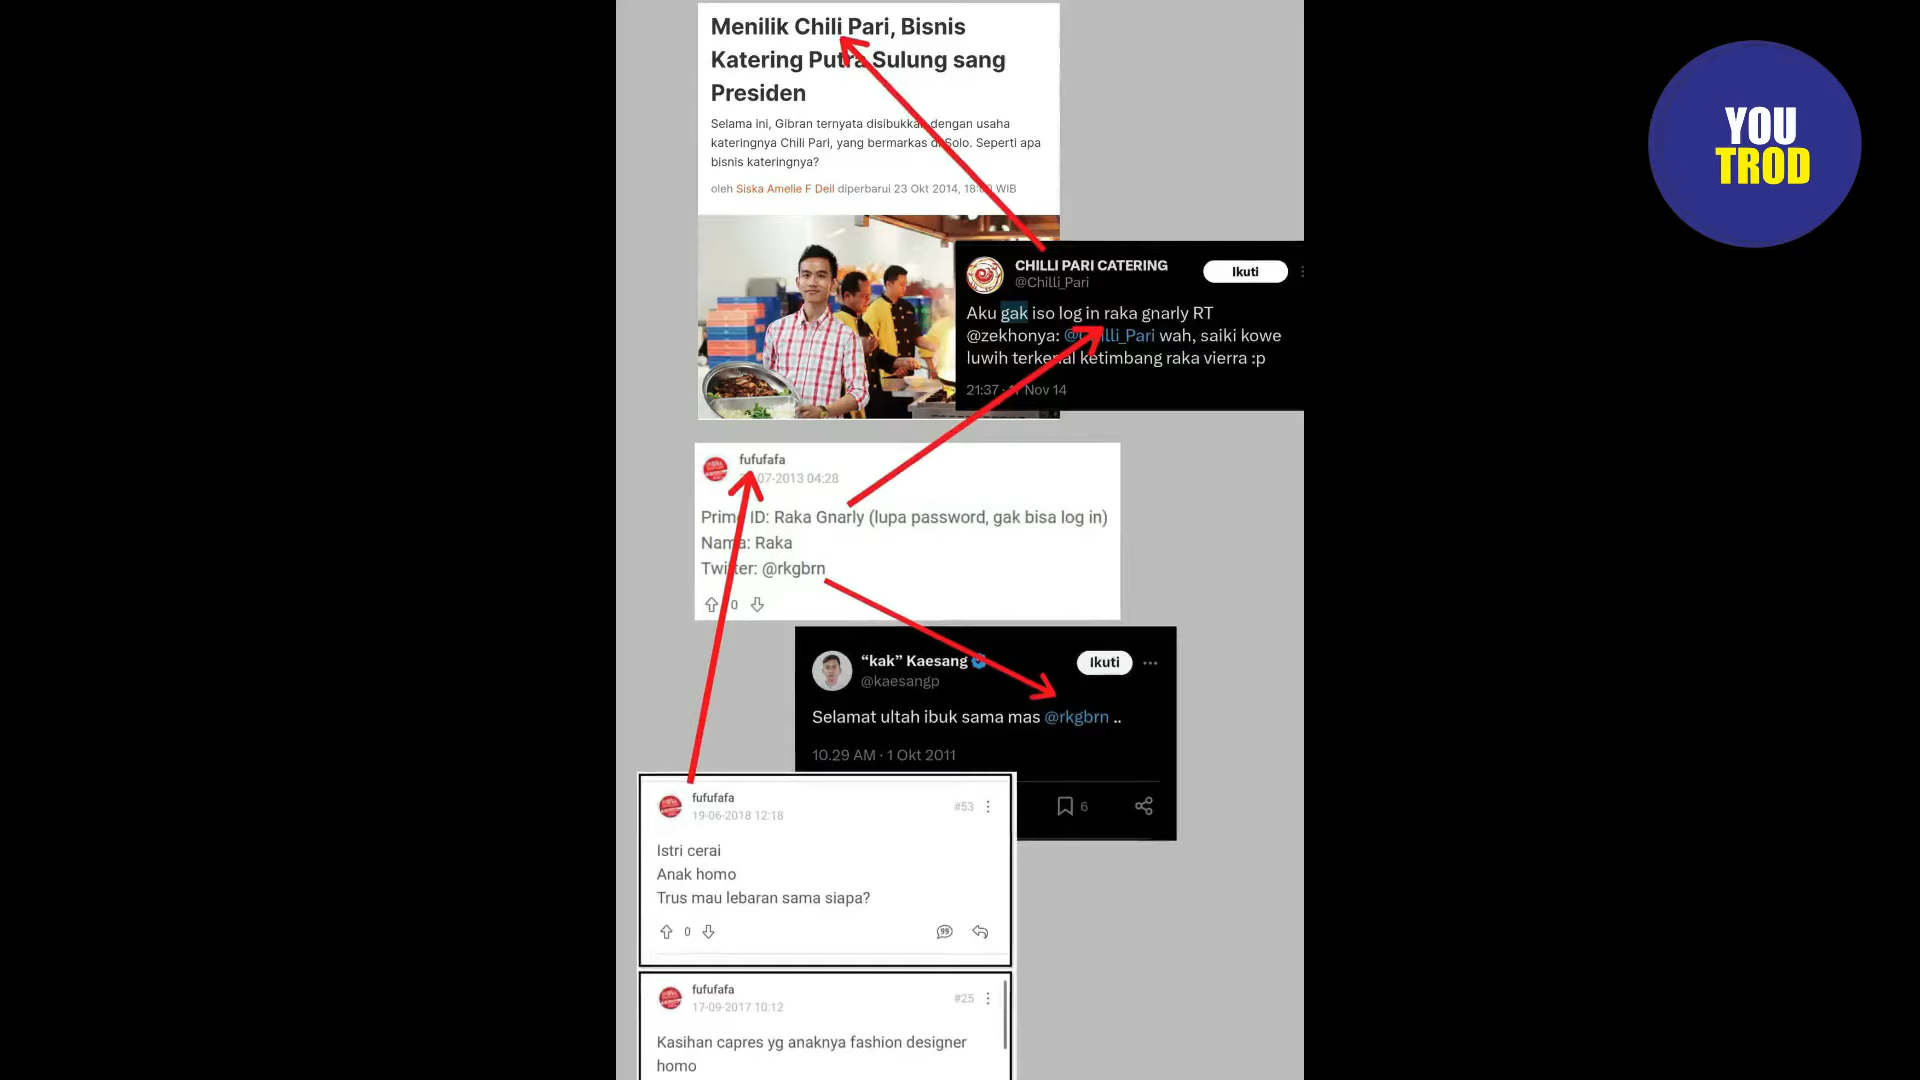 Menilik Chili Pari, Bisnis
Katering Putra Sulung sang
Presiden
Selama ini, Gibran ternyata disibukkan dengan usaha
kateringnya Chili Pari, yang bermarkas di Solo. Seperti apa
bisnis kateringnya?
oleh Siska Amelie F Deil diperbarui 23 Okt 2014, WIB
YOU
TROD
CHILLI PARI CATERING
@Chilli_Pari
Ikuti
Aku gak iso log in raka gnarly RT
@zekhonya: @Chilli_Pari wah, saiki kowe
luwih terkenal ketimbang raka vierra :p
21:37 · Nov 14
fufufafa
07-2013 04:28
Prime ID: Raka Gnarly (lupa password, gak bisa log in)
Nama: Raka
Twitter: @rkgbrn
0
“kak” Kaesang
@kaesangp
Ikuti
Selamat ultah ibuk sama mas @rkgbrn ..
10.29 AM · 1 Okt 2011
6
fufufafa
19-06-2018 12:18
#53
Istri cerai
Anak homo
Trus mau lebaran sama siapa?
0
fufufafa
17-09-2017 10:12
#25
Kasihan capres yg anaknya fashion designer
homo